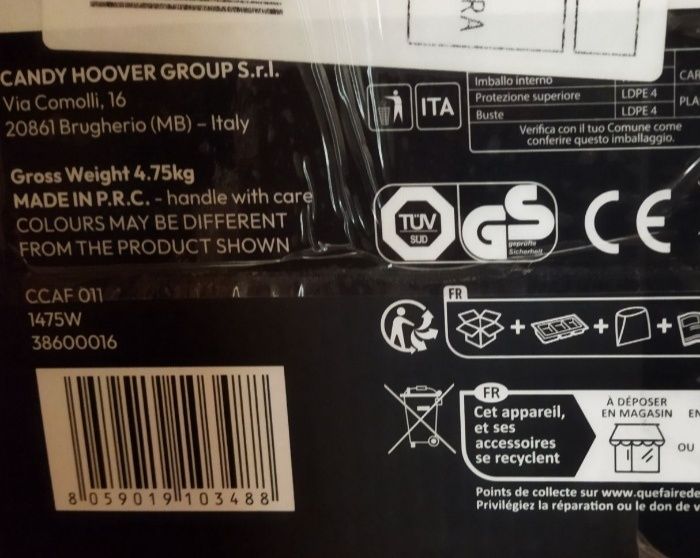 RA
CANDY HOOVER GROUP S.r.l.
Via Comolli, 16
20861 Brugherio (MB) – Italy
Gross Weight 4.75kg
MADE IN P.R.C. - handle with care
COLOURS MAY BE DIFFERENT
FROM THE PRODUCT SHOWN
CCAF 011
1475W
38600016
8 059019 103488
ITA
Imballo interno
CAR
Protezione superiore
LDPE 4
Buste
LDPE 4
PLA
Verifica con il tuo Comune come
conferire questo imballaggio.
TÜV
SÜD
GS
geprüfte
Sicherheit
CE
FR
+ + +
FR
Cet appareil,
et ses
accessoires
se recyclent
À DÉPOSER
EN MAGASIN
EN
OU
Points de collecte sur www.quefairede
Privilégiez la réparation ou le don de v